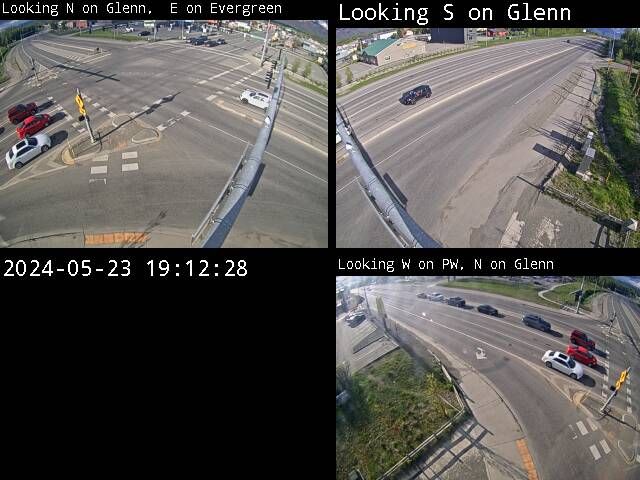 Looking N on Glenn,  E on Evergreen
Looking S on Glenn
2024-05-23 19:12:28
Looking W on PW, N on Glenn